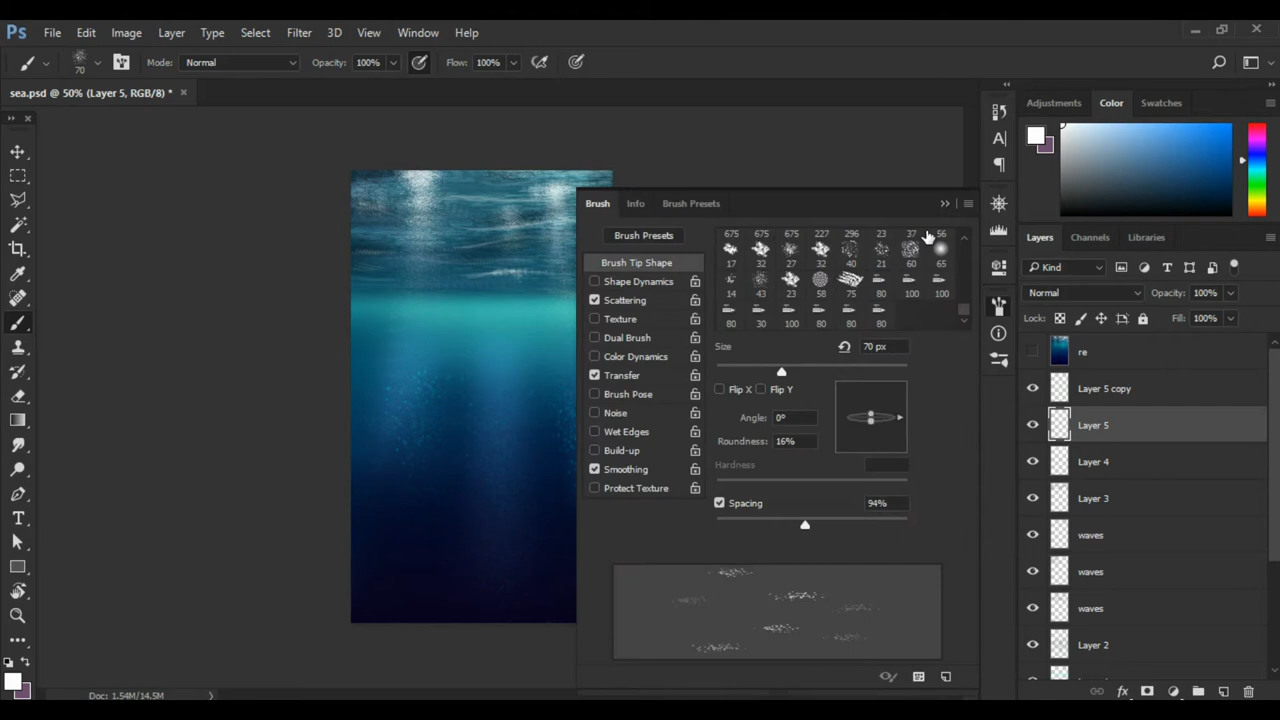 Ps File Edit Image Layer Type Select Filter 3D View Window Help
70 Mode: Normal Opacity: 100% Flow: 100%
sea.psd @ 50% (Layer 5, RGB/8) *
Adjustments Color Swatches
Brush Info Brush Presets
Brush Presets
675 675 675 227 296 23 37 56
17 32 27 32 40 21 60 65
14 43 23 58 75 80 100 100
80 30 100 80 80 80
Brush Tip Shape
Shape Dynamics
Scattering
Texture
Dual Brush
Color Dynamics
Transfer
Brush Pose
Noise
Wet Edges
Build-up
Smoothing
Protect Texture
Size 70 px
Flip X Flip Y
Angle: 0°
Roundness: 16%
Hardness
Spacing 94%
Layers Channels Libraries
Kind
Normal Opacity: 100%
Lock: Fill: 100%
re
Layer 5 copy
Layer 5
Layer 4
Layer 3
waves
waves
waves
Layer 2
Doc: 1.54M/14.5M